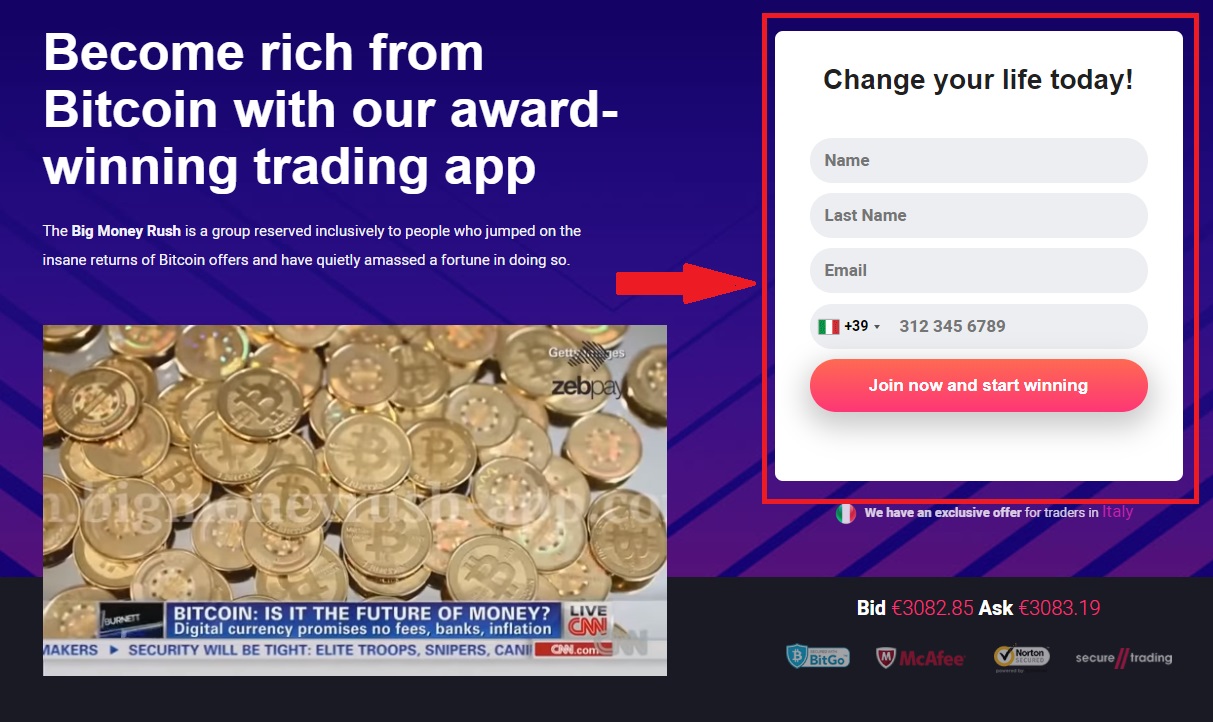 Become rich from
Bitcoin with our award-
winning trading app
The Big Money Rush is a group reserved inclusively to people who jumped on the
insane returns of Bitcoin offers and have quietly amassed a fortune in doing so.
Getty Images
zebpay
bigmoneyrush-app.co
BURNETT
BITCOIN: IS IT THE FUTURE OF MONEY?
Digital currency promises no fees, banks, inflation
LIVE
CNN
MAKERS ▶ SECURITY WILL BE TIGHT: ELITE TROOPS, SNIPERS, CANI
CNN.com
CNN
Change your life today!
Name
Last Name
Email
+39 312 345 6789
Join now and start winning
We have an exclusive offer for traders in Italy
Bid €3082.85 Ask €3083.19
BitGo
McAfee
Norton
SECURED
powered by
secure//trading